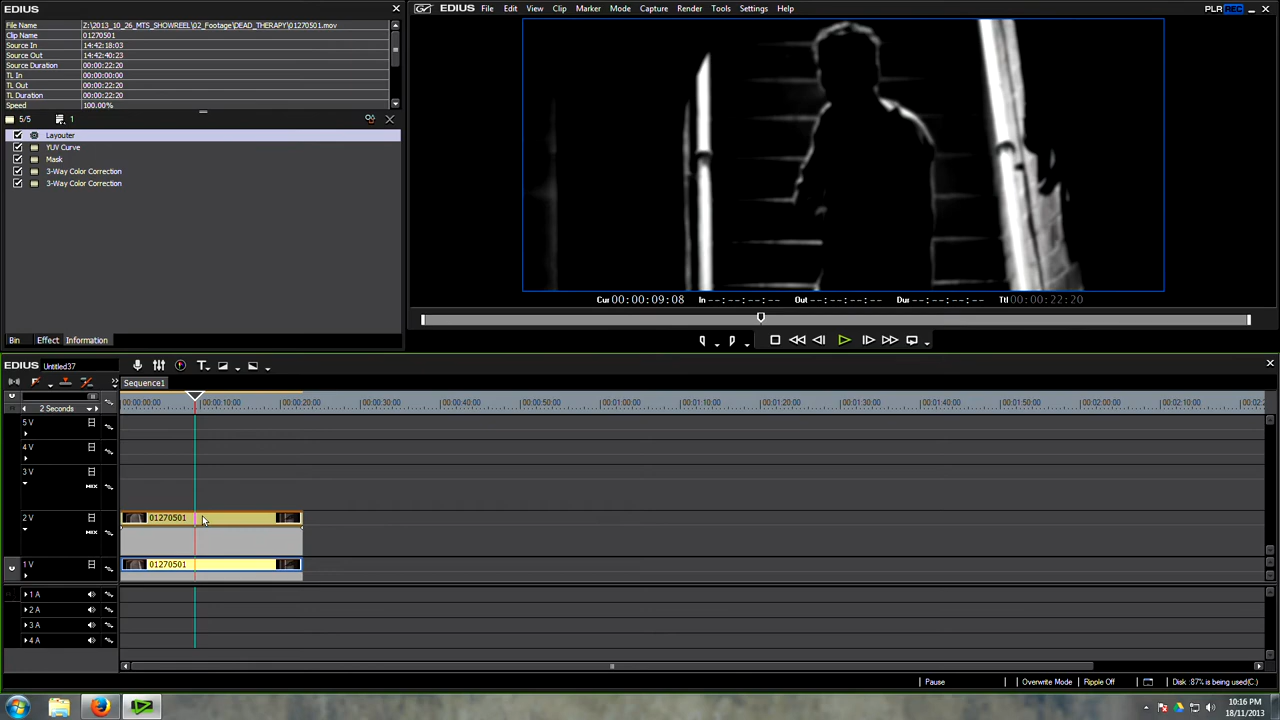 EDIUS
File Name Z:\2013_10_26_MTS_SHOWREEL\02_Footage\DEAD_THERAPY\01270501.mov
Clip Name 01270501
Source In 14:42:18:03
Source Out 14:42:40:23
Source Duration 00:00:22:20
TL In 00:00:00:00
TL Out 00:00:22:20
TL Duration 00:00:22:20
Speed 100.00%
5/5 1
Layouter
YUV Curve
Mask
3-Way Color Correction
3-Way Color Correction
Bin Effect Information
EDIUS File Edit View Clip Marker Mode Capture Render Tools Settings Help PLR REC
Cur 00:00:09:08 In --:--:--:-- Out --:--:--:-- Dur --:--:--:-- Ttl 00:00:22:20
EDIUS Untitled37
Sequence1
2 Seconds
00:00:00:00 00:00:10:00 00:00:20:00 00:00:30:00 00:00:40:00 00:00:50:00 00:01:00:00 00:01:10:00 00:01:20:00 00:01:30:00 00:01:40:00 00:01:50:00 00:02:00:00 00:02:10:00
5 V
4 V
3 V
MIX
2 V 01270501
MIX
1 V 01270501
1 A
2 A
3 A
4 A
Pause Overwrite Mode Ripple Off Disk :87% is being used(C:)
10:16 PM
18/11/2013